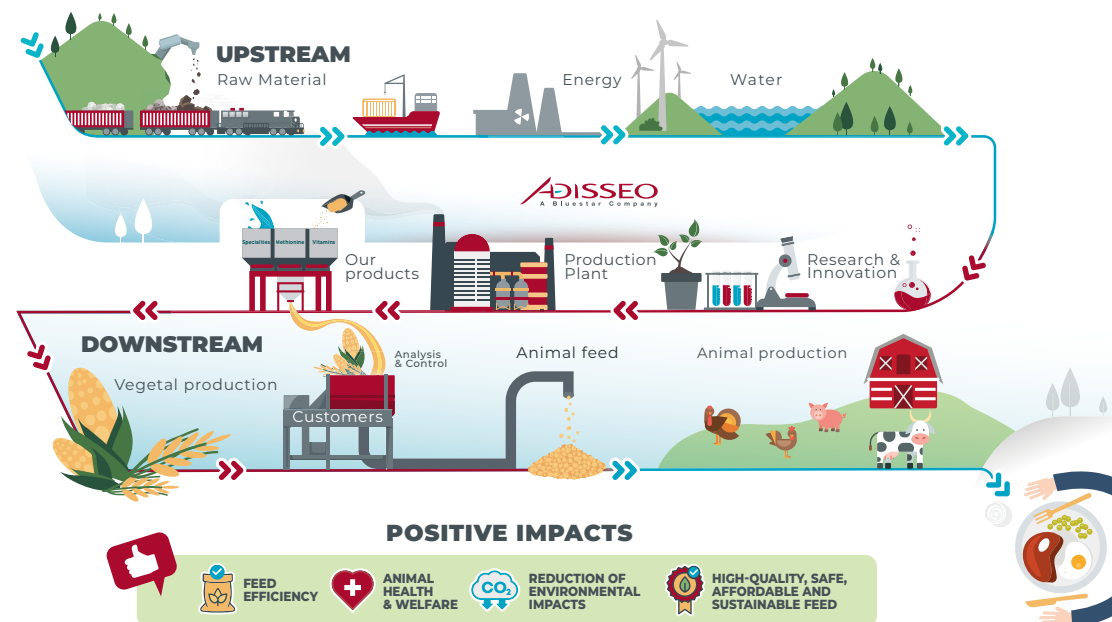 UPSTREAM
Raw Material
Energy
Water
ADISSEO
A Bluestar Company
Specialties Methionine Vitamins
Our
products
Production
Plant
Research &
Innovation
DOWNSTREAM
Vegetal production
Analysis
& Control
Customers
Animal feed
Animal production
POSITIVE IMPACTS
FEED
EFFICIENCY
ANIMAL
HEALTH
& WELFARE
CO₂
REDUCTION OF
ENVIRONMENTAL
IMPACTS
HIGH-QUALITY, SAFE,
AFFORDABLE AND
SUSTAINABLE FEED